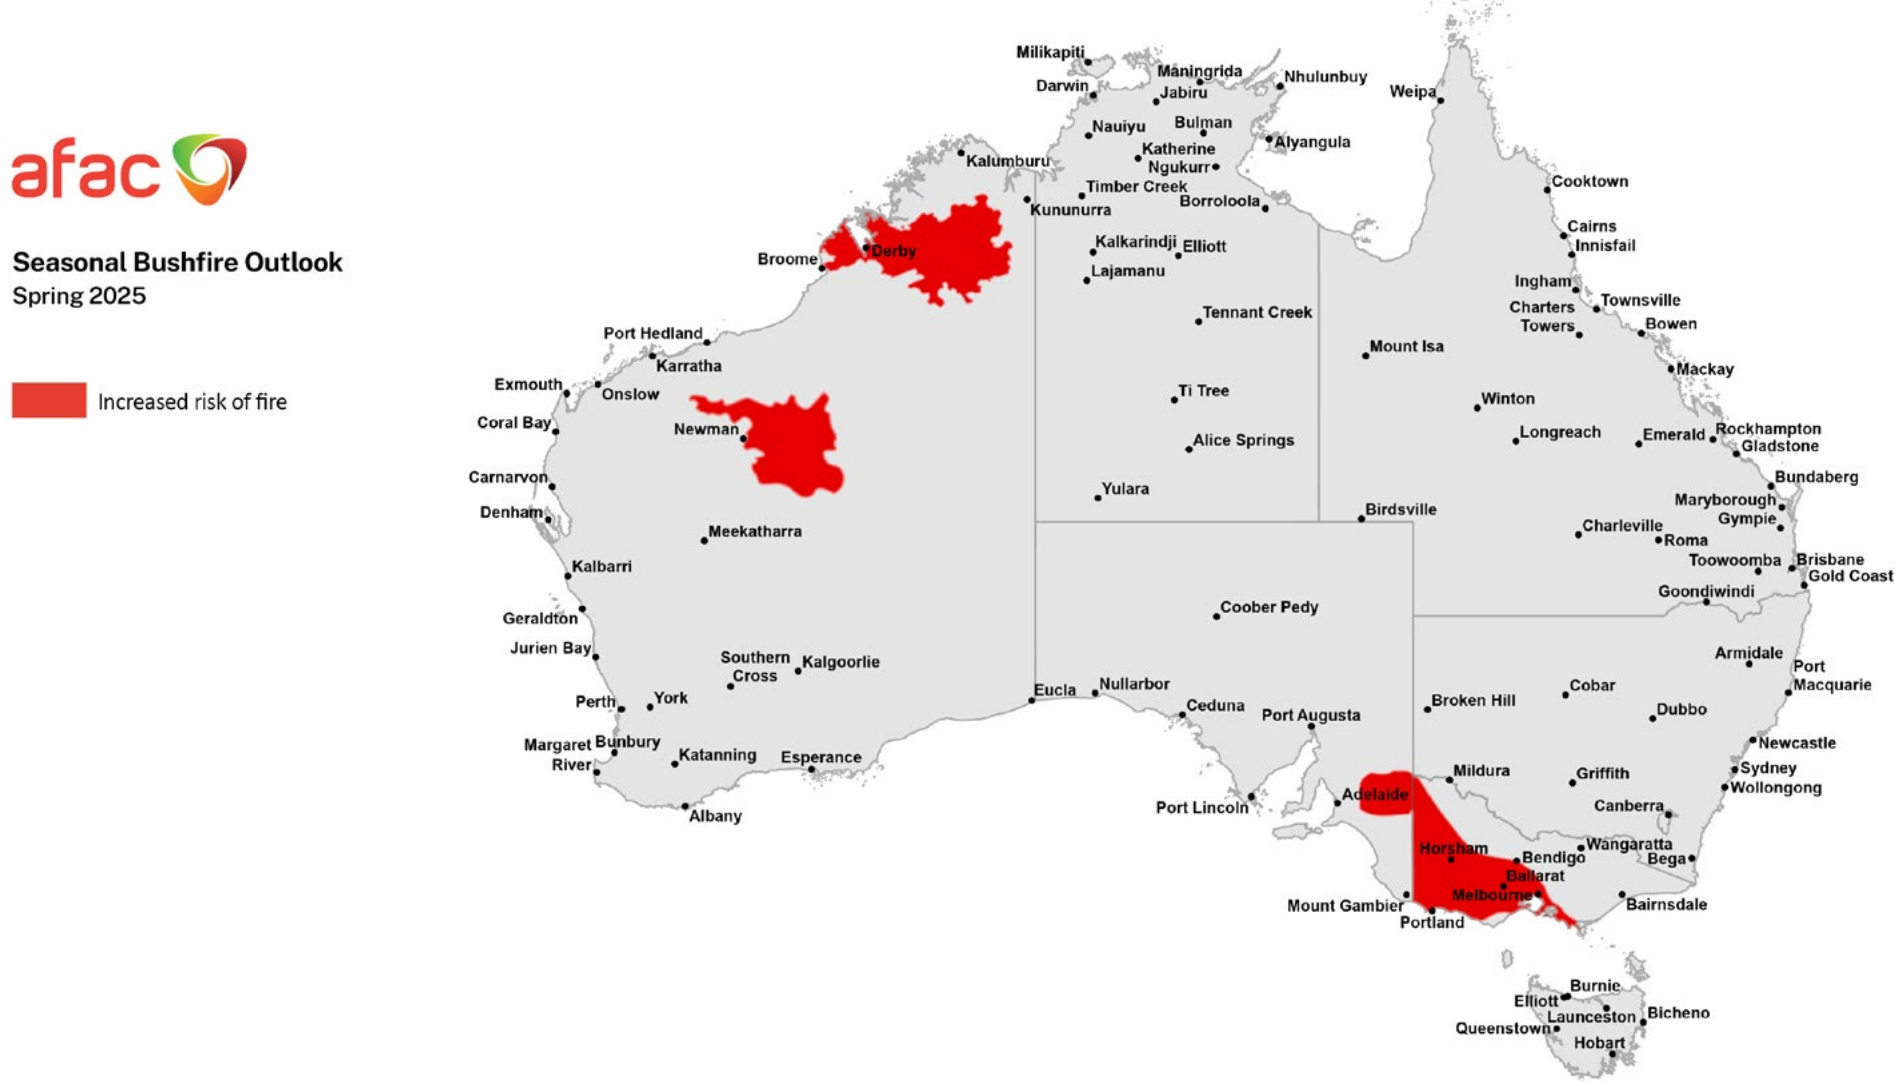 afac
Seasonal Bushfire Outlook
Spring 2025
Increased risk of fire
Milikapiti
Darwin
Maningrida
Jabiru
Nhulunbuy
Weipa
Nauiyu
Bulman
Katherine
Ngukurr
Alyangula
Kalumburu
Timber Creek
Kununurra
Borroloola
Cooktown
Cairns
Innisfail
Broome
Derby
Kalkarindji
Elliott
Lajamanu
Ingham
Charters
Towers
Townsville
Bowen
Tennant Creek
Port Hedland
Karratha
Mount Isa
Mackay
Exmouth
Onslow
Ti Tree
Winton
Coral Bay
Newman
Alice Springs
Longreach
Emerald
Rockhampton
Gladstone
Carnarvon
Yulara
Bundaberg
Denham
Birdsville
Maryborough
Gympie
Meekatharra
Charleville
Roma
Kalbarri
Toowoomba
Brisbane
Gold Coast
Goondiwindi
Geraldton
Coober Pedy
Jurien Bay
Southern
Cross
Kalgoorlie
Armidale
Port
Macquarie
Perth
York
Eucla
Nullarbor
Ceduna
Port Augusta
Broken Hill
Cobar
Dubbo
Margaret
River
Bunbury
Katanning
Esperance
Newcastle
Sydney
Wollongong
Albany
Port Lincoln
Adelaide
Mildura
Griffith
Canberra
Horsham
Bendigo
Wangaratta
Bega
Ballarat
Melbourne
Mount Gambier
Portland
Bairnsdale
Burnie
Elliott
Launceston
Bicheno
Queenstown
Hobart